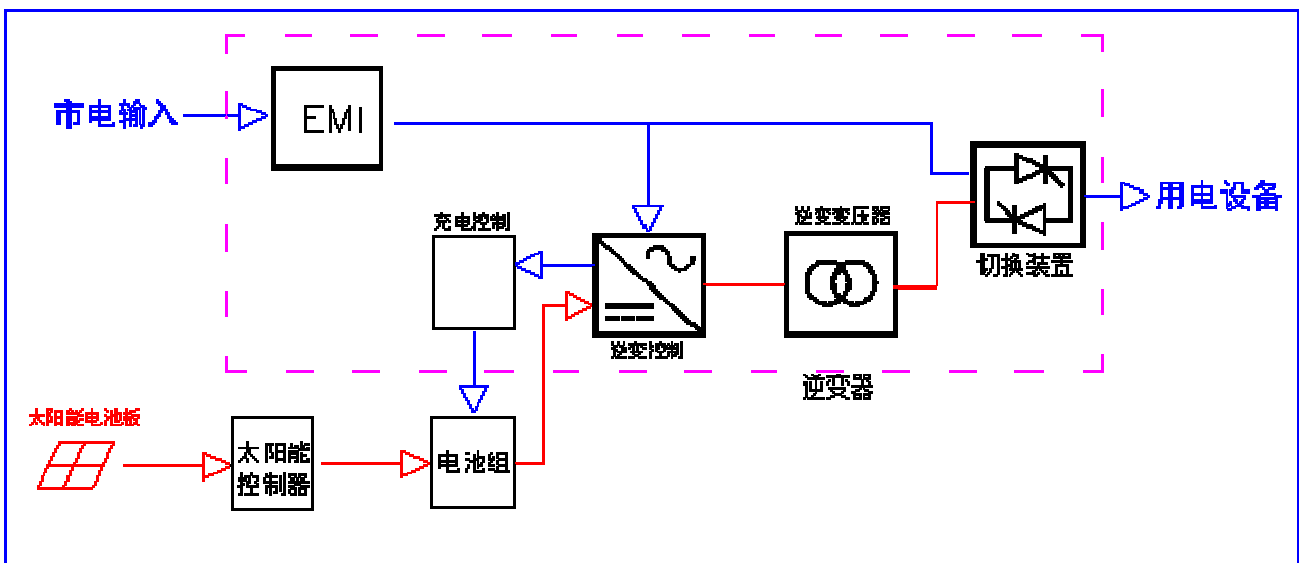 市电输入
EMI
充电控制
逆变变压器
用电设备
切换装置
逆变控制
逆变器
太阳能电池板
太阳能
控制器
电池组